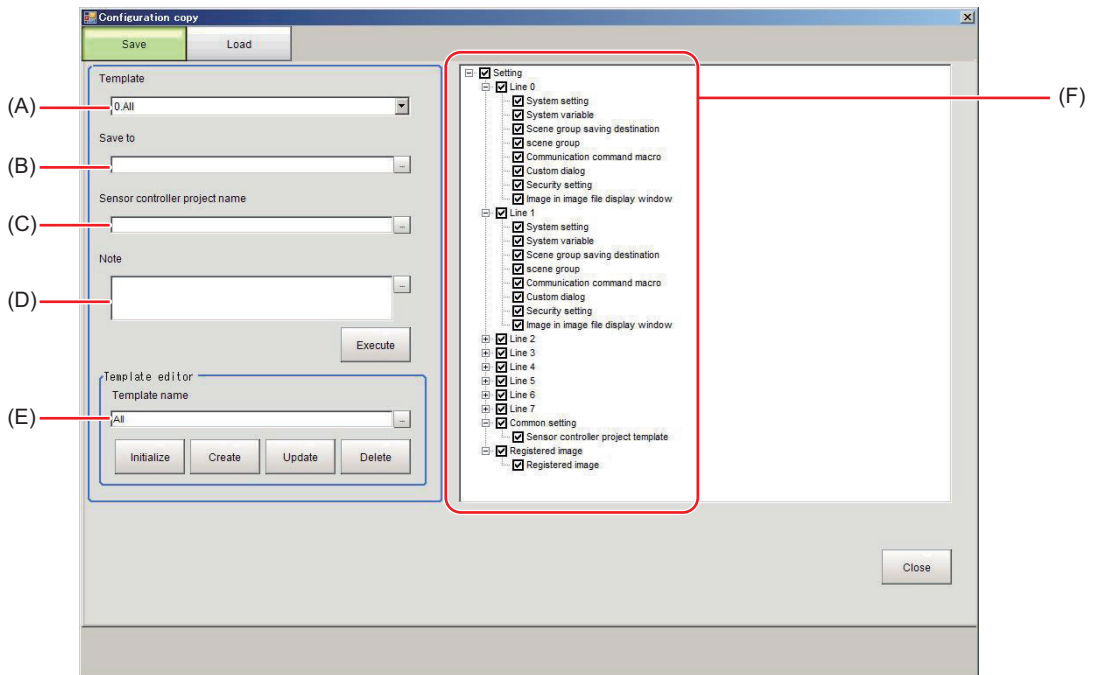 Configuration copy
Save
Load
Template
(A)
0.All
Save to
(B)
...
Sensor controller project name
(C)
...
Note
(D)
...
Execute
Template editor
Template name
(E)
All
...
Initialize
Create
Update
Delete
(F)
Setting
Line 0
System setting
System variable
Scene group saving destination
scene group
Communication command macro
Custom dialog
Security setting
Image in image file display window
Line 1
System setting
System variable
Scene group saving destination
scene group
Communication command macro
Custom dialog
Security setting
Image in image file display window
Line 2
Line 3
Line 4
Line 5
Line 6
Line 7
Common setting
Sensor controller project template
Registered image
Registered image
Close